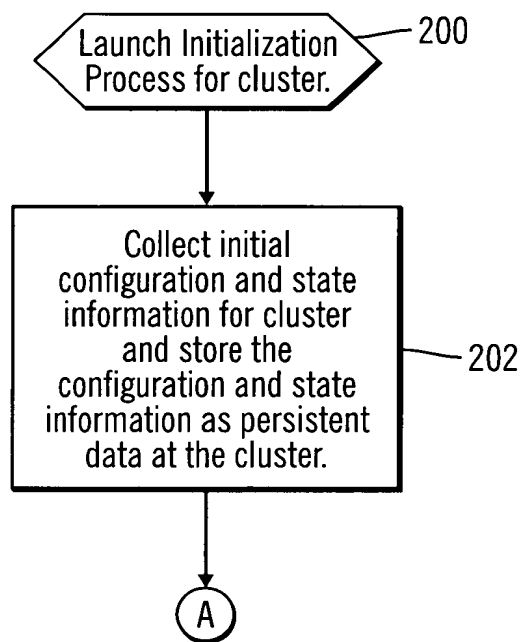 Launch Initialization
Process for cluster.
200
Collect initial
configuration and state
information for cluster
and store the
configuration and state
information as persistent
data at the cluster.
202
A